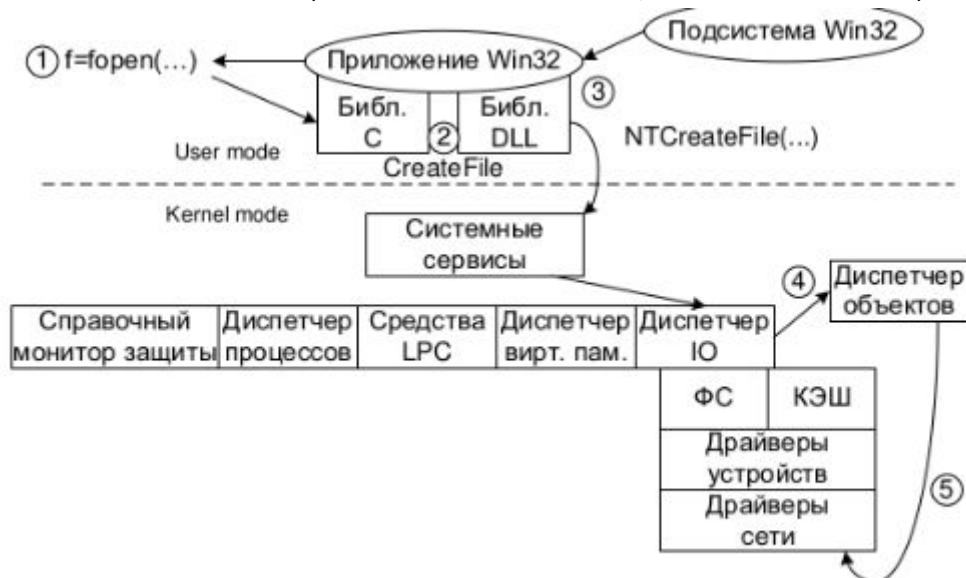 Подсистема Win32
① f=fopen(...)
Приложение Win32
③
Библ.
C
②
Библ.
DLL
NTCreateFile(...)
User mode
CreateFile
Kernel mode
Системные
сервисы
④
Диспетчер
объектов
Справочный
монитор защиты
Диспетчер
процессов
Средства
LPC
Диспетчер
вирт. пам.
Диспетчер
IO
ФС
КЭШ
Драйверы
устройств
⑤
Драйверы
сети